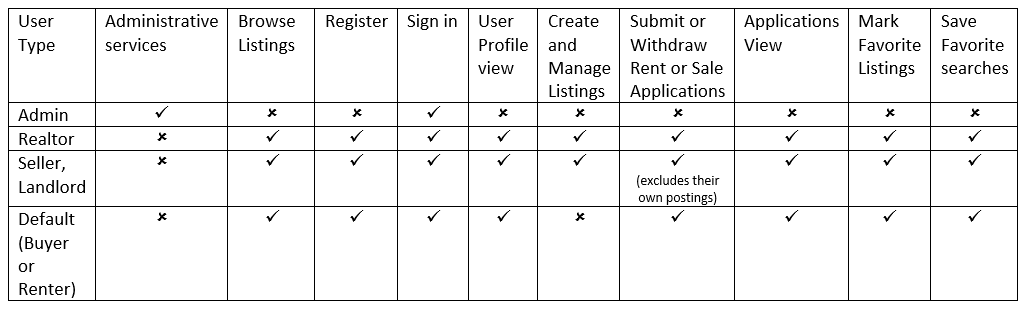 User Type Administrative services Browse Listings Register Sign in User Profile view Create and Manage Listings Submit or Withdraw Rent or Sale Applications Applications View Mark Favorite Listings Save Favorite searches
Admin ✓ × × ✓ × × × × × ×
Realtor × ✓ ✓ ✓ ✓ ✓ ✓ ✓ ✓ ✓
Seller, Landlord × ✓ ✓ ✓ ✓ ✓ ✓ (excludes their own postings) ✓ ✓ ✓
Default (Buyer or Renter) × ✓ ✓ ✓ ✓ × ✓ ✓ ✓ ✓